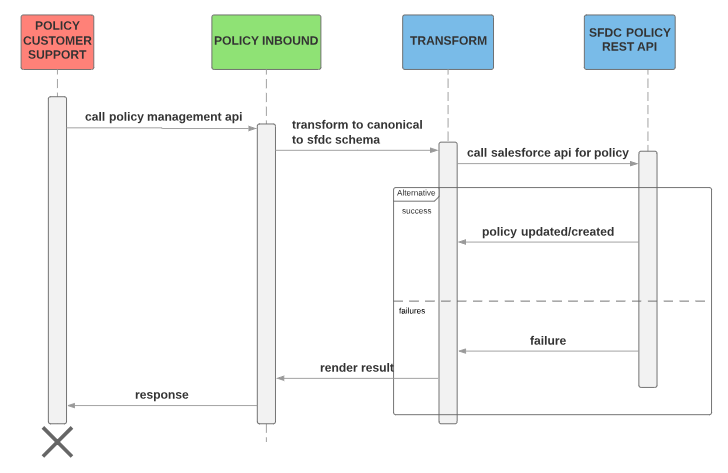 POLICY
CUSTOMER
SUPPORT
POLICY INBOUND
TRANSFORM
SFDC POLICY
REST API
call policy management api
transform to canonical
to sfdc schema
call salesforce api for policy
Alternative
success
policy updated/created
failures
failure
render result
response